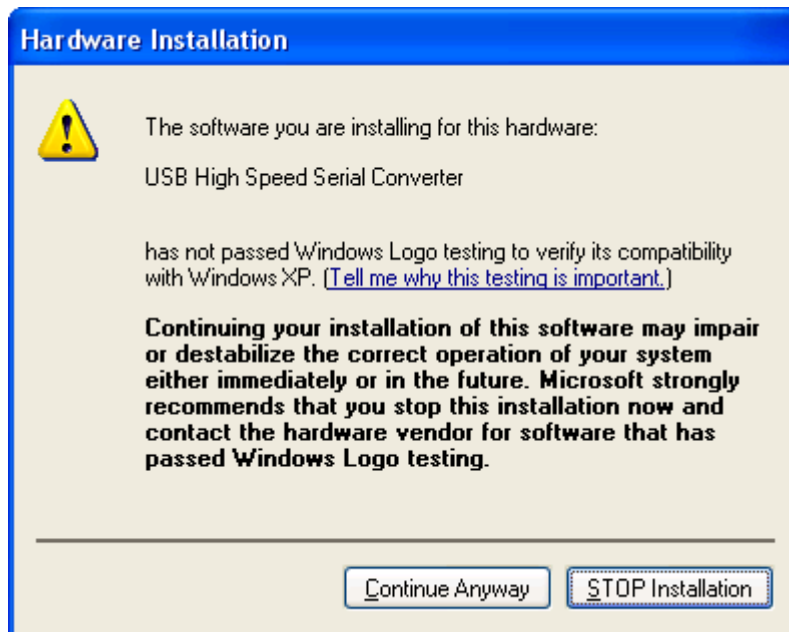 Hardware Installation
The software you are installing for this hardware:
USB High Speed Serial Converter
has not passed Windows Logo testing to verify its compatibility
with Windows XP. (Tell me why this testing is important.)
Continuing your installation of this software may impair
or destabilize the correct operation of your system
either immediately or in the future. Microsoft strongly
recommends that you stop this installation now and
contact the hardware vendor for software that has
passed Windows Logo testing.
Continue Anyway
STOP Installation